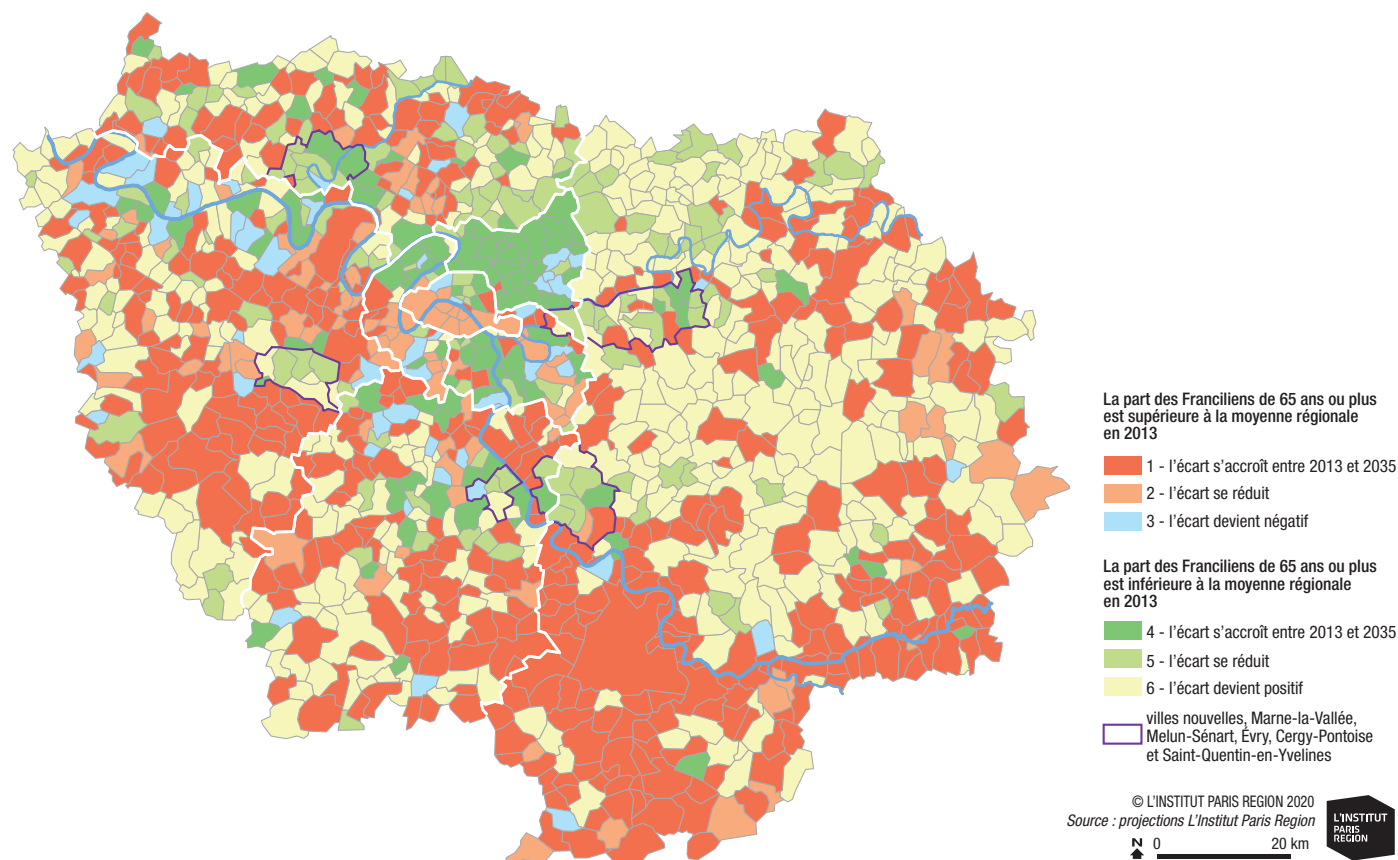 La part des Franciliens de 65 ans ou plus
est supérieure à la moyenne régionale
en 2013
1 - l'écart s'accroît entre 2013 et 2035
2 - l'écart se réduit
3 - l'écart devient négatif
La part des Franciliens de 65 ans ou plus
est inférieure à la moyenne régionale
en 2013
4 - l'écart s'accroît entre 2013 et 2035
5 - l'écart se réduit
6 - l'écart devient positif
villes nouvelles, Marne-la-Vallée,
Melun-Sénart, Évry, Cergy-Pontoise
et Saint-Quentin-en-Yvelines
© L'INSTITUT PARIS REGION 2020
Source : projections L'Institut Paris Region
N 0 20 km
L'INSTITUT
PARIS
REGION